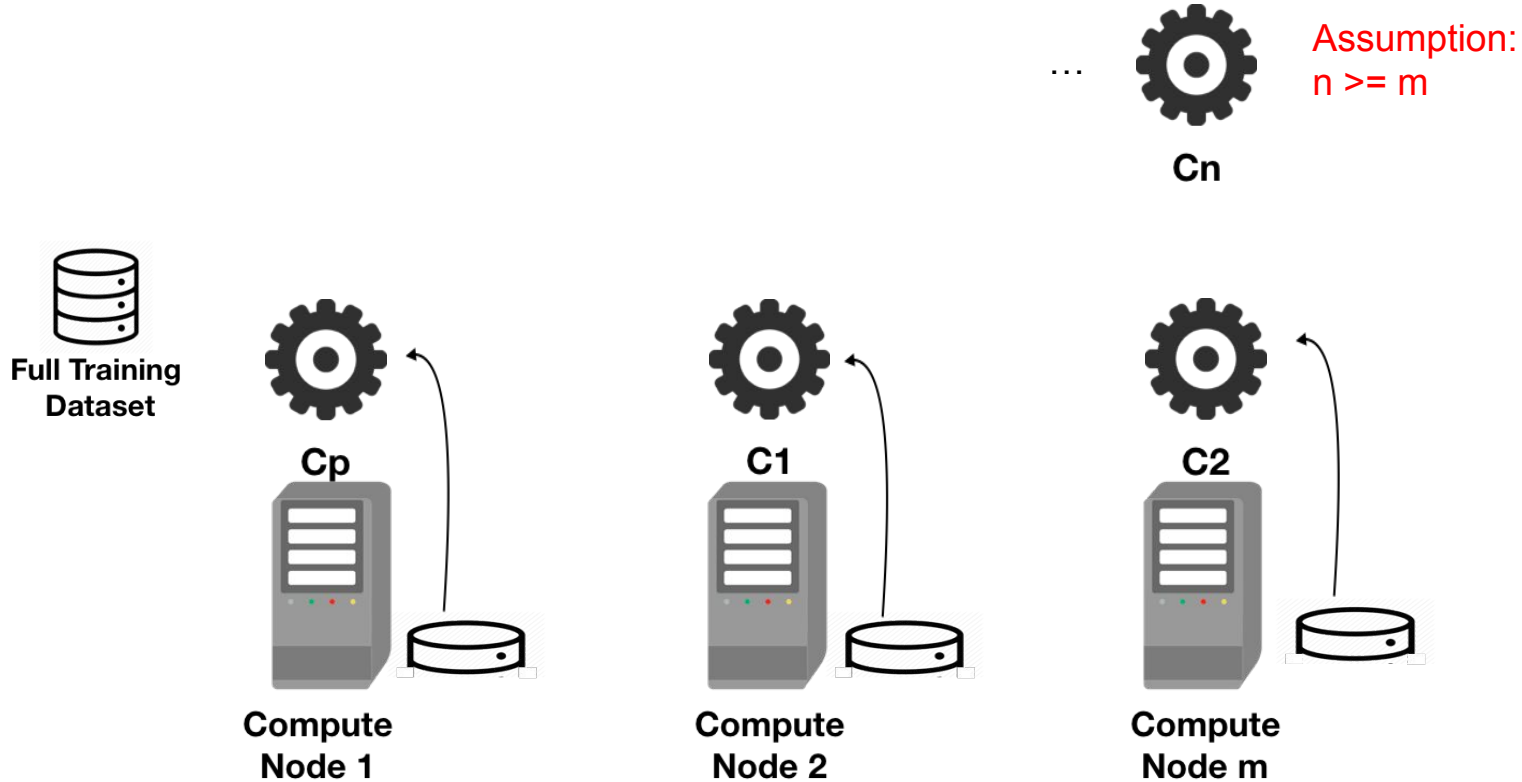 ...
Assumption:
n >= m
Cn
Full Training
Dataset
Cp
C1
C2
Compute
Node 1
Compute
Node 2
Compute
Node m